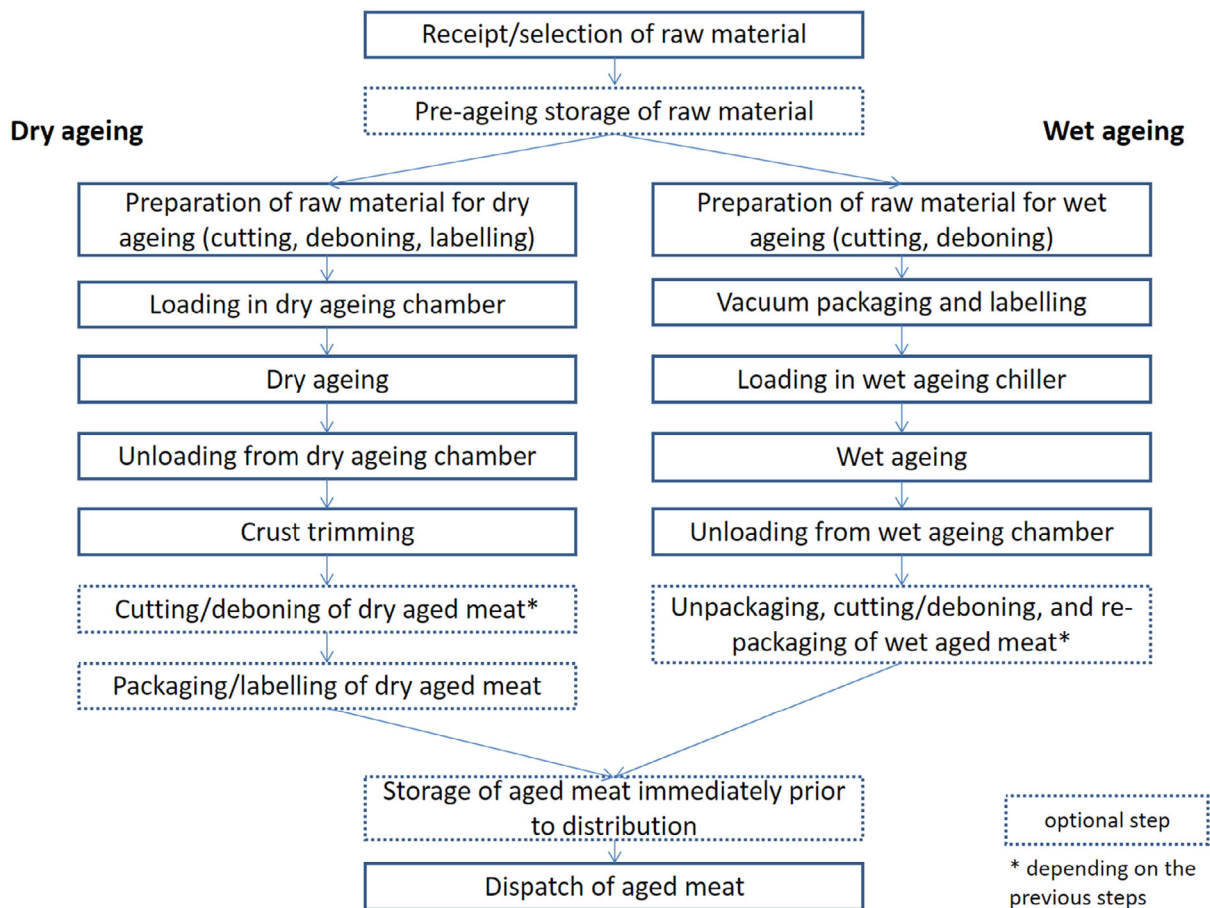 Receipt/selection of raw material
Pre-ageing storage of raw material
Dry ageing
Wet ageing
Preparation of raw material for dry
ageing (cutting, deboning, labelling)
Loading in dry ageing chamber
Dry ageing
Unloading from dry ageing chamber
Crust trimming
Cutting/deboning of dry aged meat*
Packaging/labelling of dry aged meat
Preparation of raw material for wet
ageing (cutting, deboning)
Vacuum packaging and labelling
Loading in wet ageing chiller
Wet ageing
Unloading from wet ageing chamber
Unpackaging, cutting/deboning, and re-
packaging of wet aged meat*
Storage of aged meat immediately prior
to distribution
Dispatch of aged meat
optional step
* depending on the
previous steps